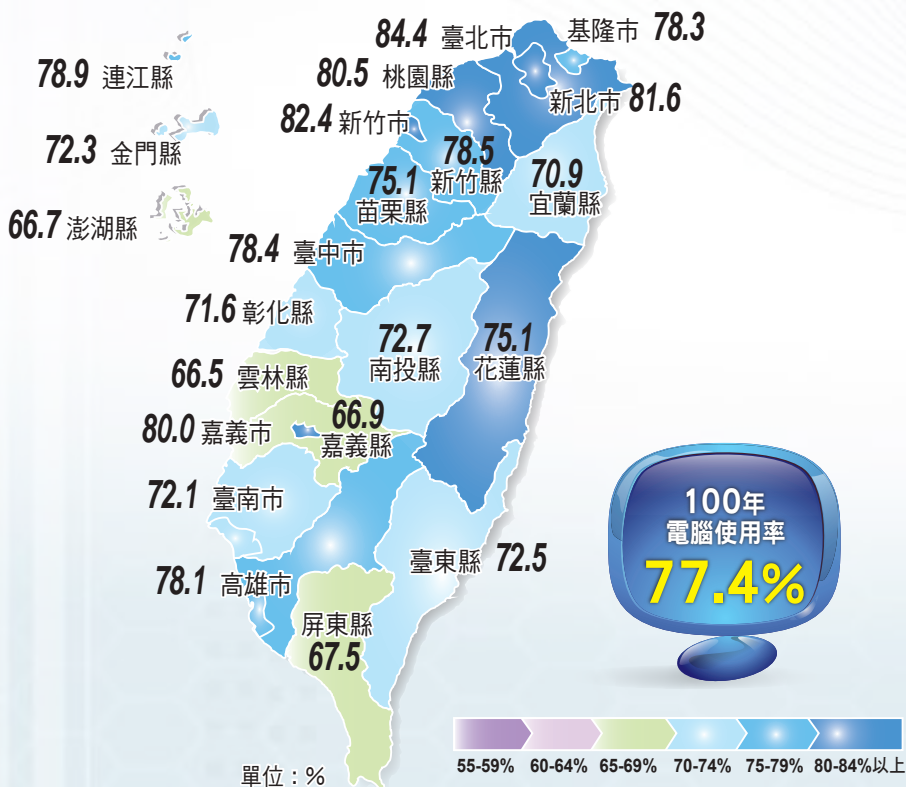 84.4 臺北市
基隆市 78.3
78.9 連江縣
80.5 桃園縣
新北市 81.6
82.4 新竹市
72.3 金門縣
78.5
新竹縣
75.1
苗栗縣
70.9
宜蘭縣
66.7 澎湖縣
78.4 臺中市
71.6 彰化縣
72.7
南投縣
75.1
花蓮縣
66.5 雲林縣
66.9
嘉義縣
80.0 嘉義市
72.1 臺南市
臺東縣 72.5
78.1 高雄市
屏東縣
67.5
100年
電腦使用率
77.4%
55-59% 60-64% 65-69% 70-74% 75-79% 80-84%以上
單位：%